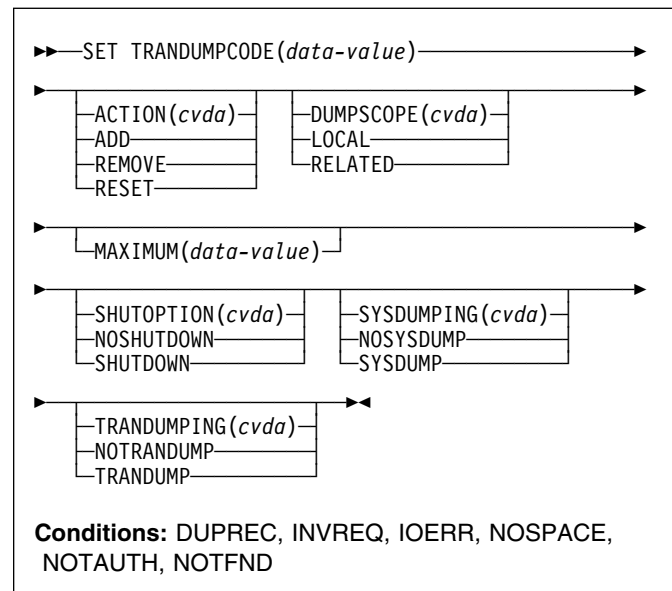 SET TRANDUMPCODE(data-value)
ACTION(cvda) DUMPSCOPE(cvda)
ADD LOCAL
REMOVE RELATED
RESET
MAXIMUM(data-value)
SHUTOPTION(cvda) SYSDUMPING(cvda)
NOSHUTDOWN NOSYSDUMP
SHUTDOWN SYSDUMP
TRANDUMPING(cvda)
NOTRANDUMP
TRANDUMP
Conditions: DUPREC, INVREQ, IOERR, NOSPACE,
NOTAUTH, NOTFND